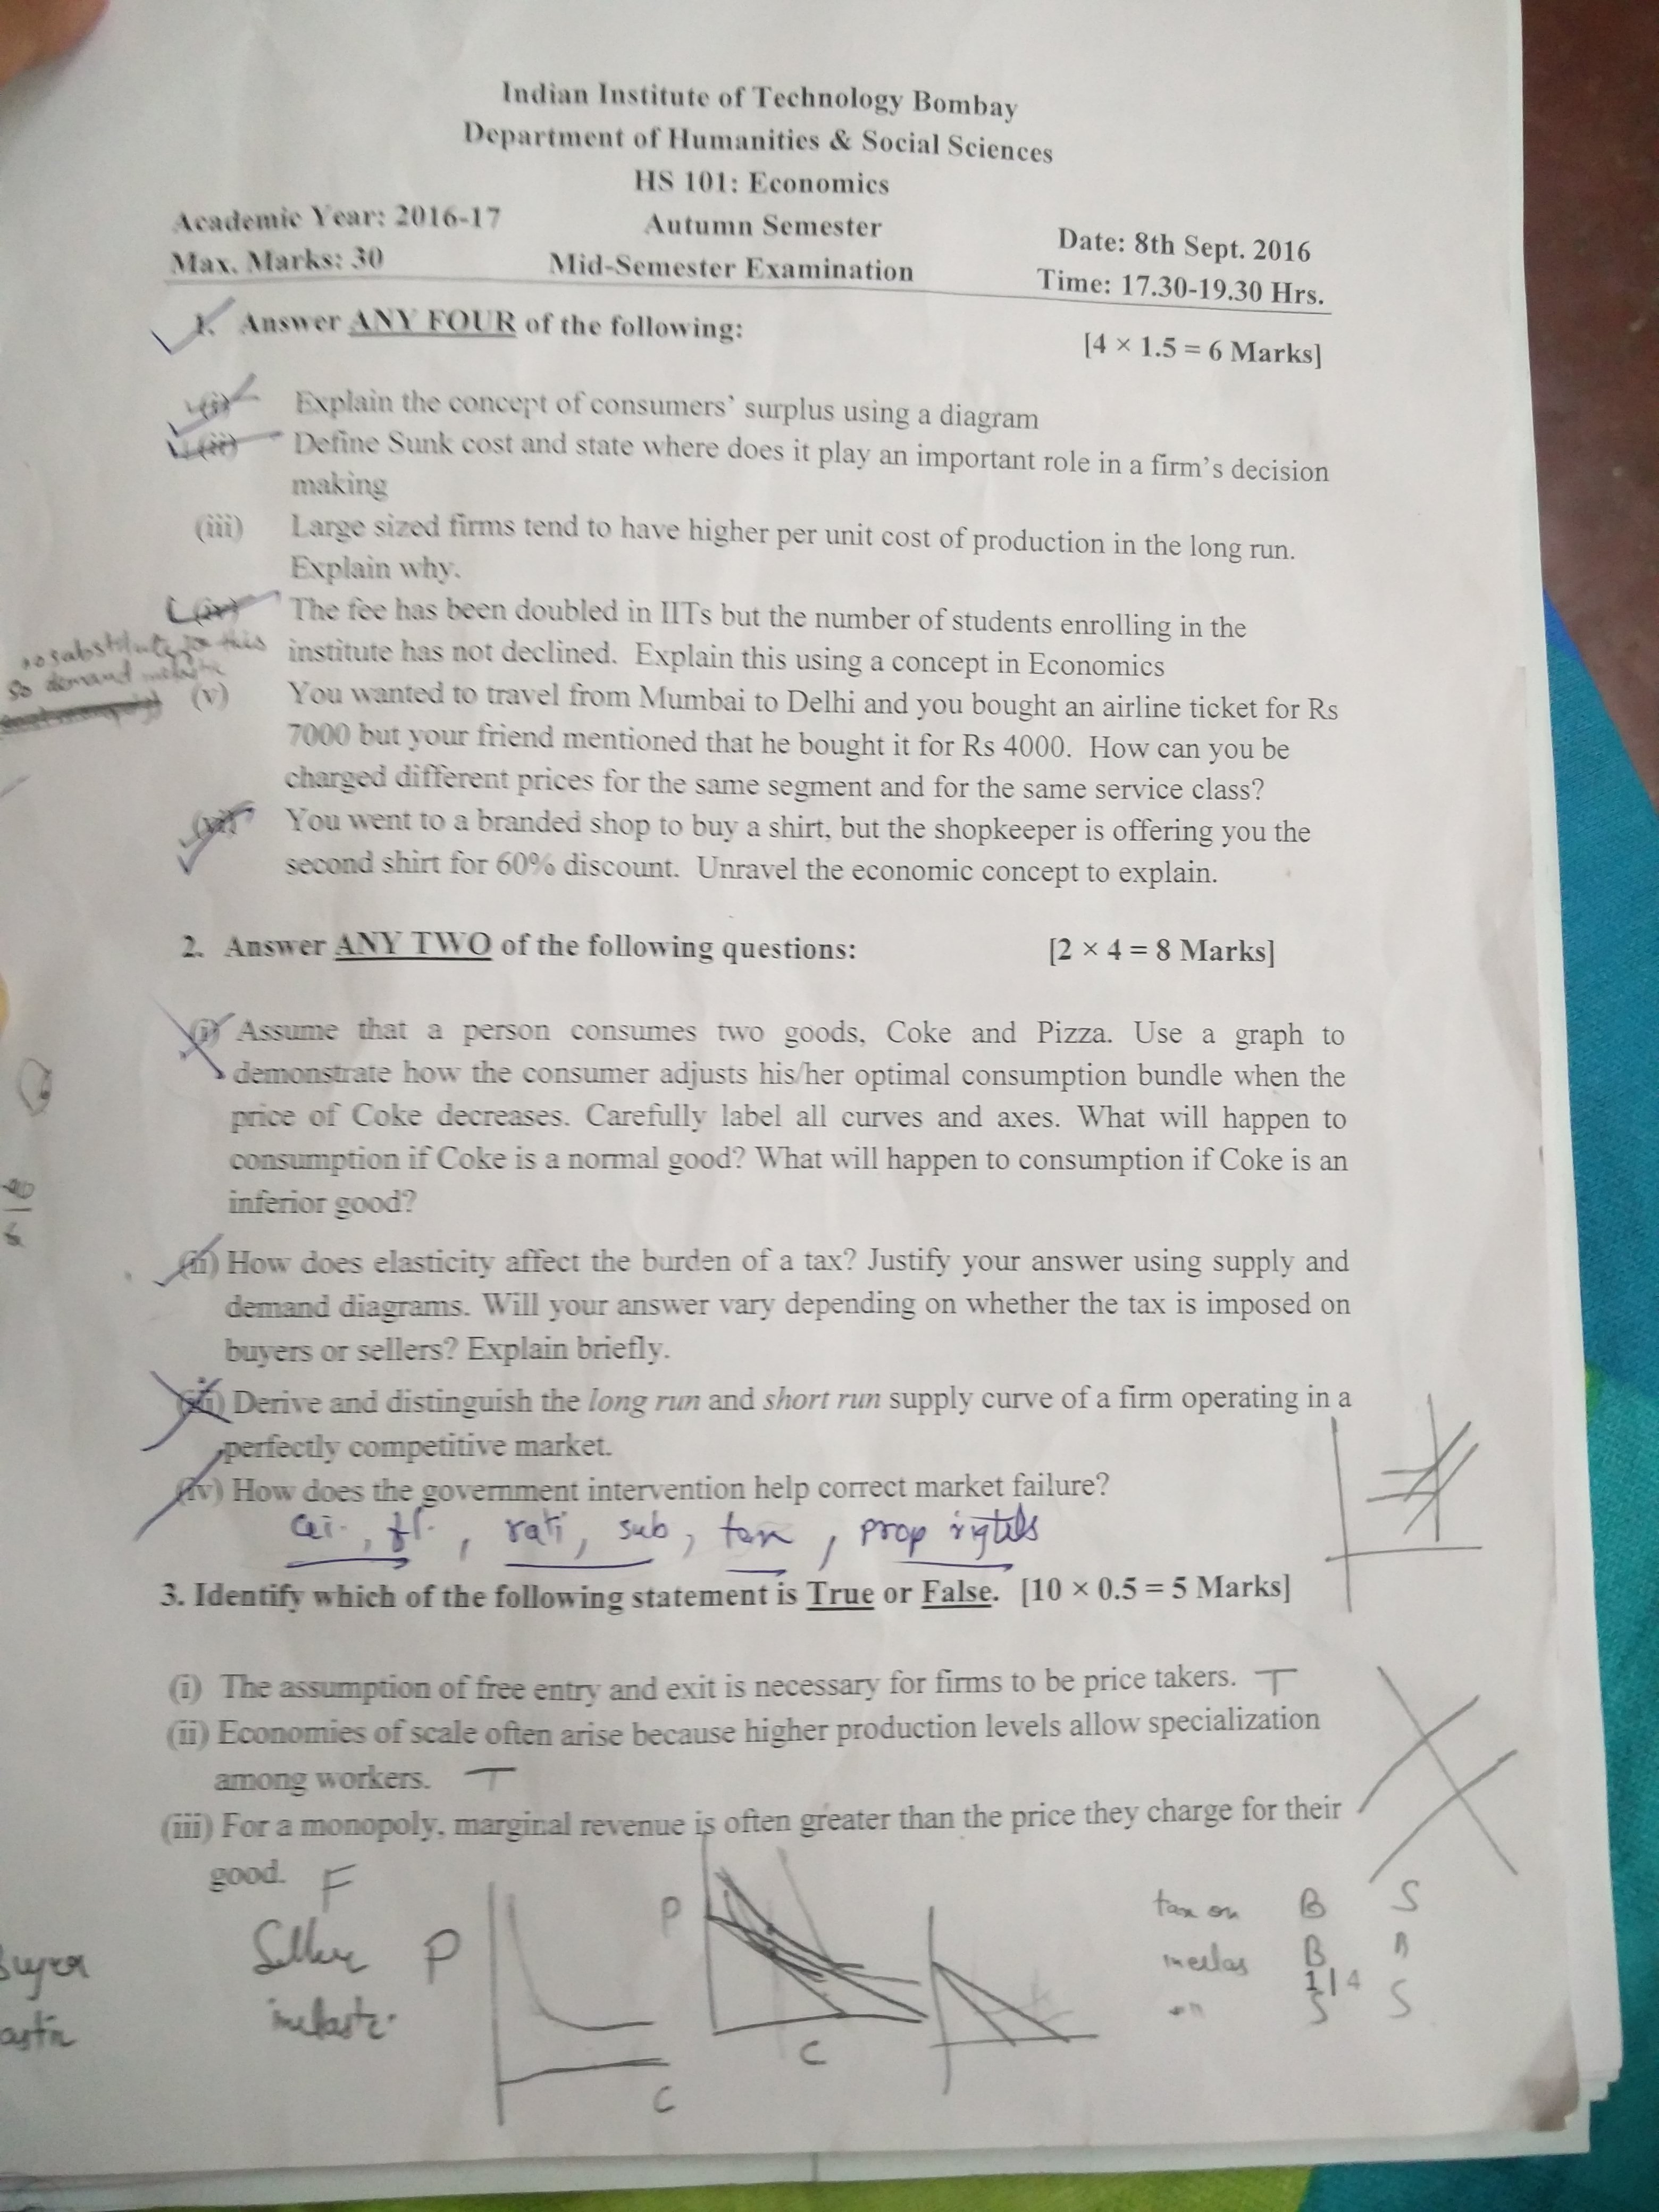 Indian Institute of Technology Bombay
Department of Humanities & Social Sciences
HS 101: Economics
Academic Year: 2016-17 Autumn Semester Date: 8th Sept. 2016
Max. Marks: 30 Mid-Semester Examination Time: 17.30-19.30 Hrs.
1. Answer ANY FOUR of the following: [4 × 1.5 = 6 Marks]
(i) Explain the concept of consumers' surplus using a diagram
(ii) Define Sunk cost and state where does it play an important role in a firm's decision
making
(iii) Large sized firms tend to have higher per unit cost of production in the long run.
Explain why.
(iv) The fee has been doubled in IITs but the number of students enrolling in the
no substitute for this
institute has not declined. Explain this using a concept in Economics
so demand inelastic
(v) You wanted to travel from Mumbai to Delhi and you bought an airline ticket for Rs
7000 but your friend mentioned that he bought it for Rs 4000. How can you be
charged different prices for the same segment and for the same service class?
(vi) You went to a branded shop to buy a shirt, but the shopkeeper is offering you the
second shirt for 60% discount. Unravel the economic concept to explain.
2. Answer ANY TWO of the following questions: [2 × 4 = 8 Marks]
(i) Assume that a person consumes two goods, Coke and Pizza. Use a graph to
demonstrate how the consumer adjusts his/her optimal consumption bundle when the
price of Coke decreases. Carefully label all curves and axes. What will happen to
consumption if Coke is a normal good? What will happen to consumption if Coke is an
inferior good?
(ii) How does elasticity affect the burden of a tax? Justify your answer using supply and
demand diagrams. Will your answer vary depending on whether the tax is imposed on
buyers or sellers? Explain briefly.
(iii) Derive and distinguish the long run and short run supply curve of a firm operating in a
perfectly competitive market.
(iv) How does the government intervention help correct market failure?
cei. , fl. , rati, sub, tax , prop rights
3. Identify which of the following statement is True or False. [10 × 0.5 = 5 Marks]
(i) The assumption of free entry and exit is necessary for firms to be price takers. T
(ii) Economies of scale often arise because higher production levels allow specialization
among workers. T
(iii) For a monopoly, marginal revenue is often greater than the price they charge for their
good. F
P
tax on B S
Seller P
inelas B
1|4
S S
inelastic
C
C